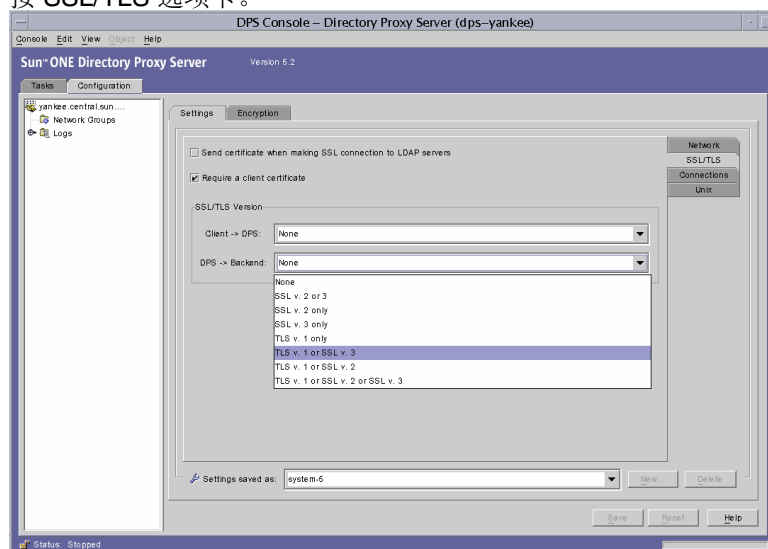 按 SSL/TLS 选项卡。
DPS Console – Directory Proxy Server (dps–yankee)
Console Edit View Object Help
Sun™ ONE Directory Proxy Server Version 5.2
Tasks Configuration
yankee.central.sun....
Network Groups
Logs
Settings Encryption
Network
SSL/TLS
Connections
Unix
Send certificate when making SSL connection to LDAP servers
Require a client certificate
SSL/TLS Version
Client -> DPS: None
DPS -> Backend: None
None
SSL v. 2 or 3
SSL v. 2 only
SSL v. 3 only
TLS v. 1 only
TLS v. 1 or SSL v. 3
TLS v. 1 or SSL v. 2
TLS v. 1 or SSL v. 2 or SSL v. 3
Settings saved as: system-5 New... Delete
Save Reset Help
Status: Stopped